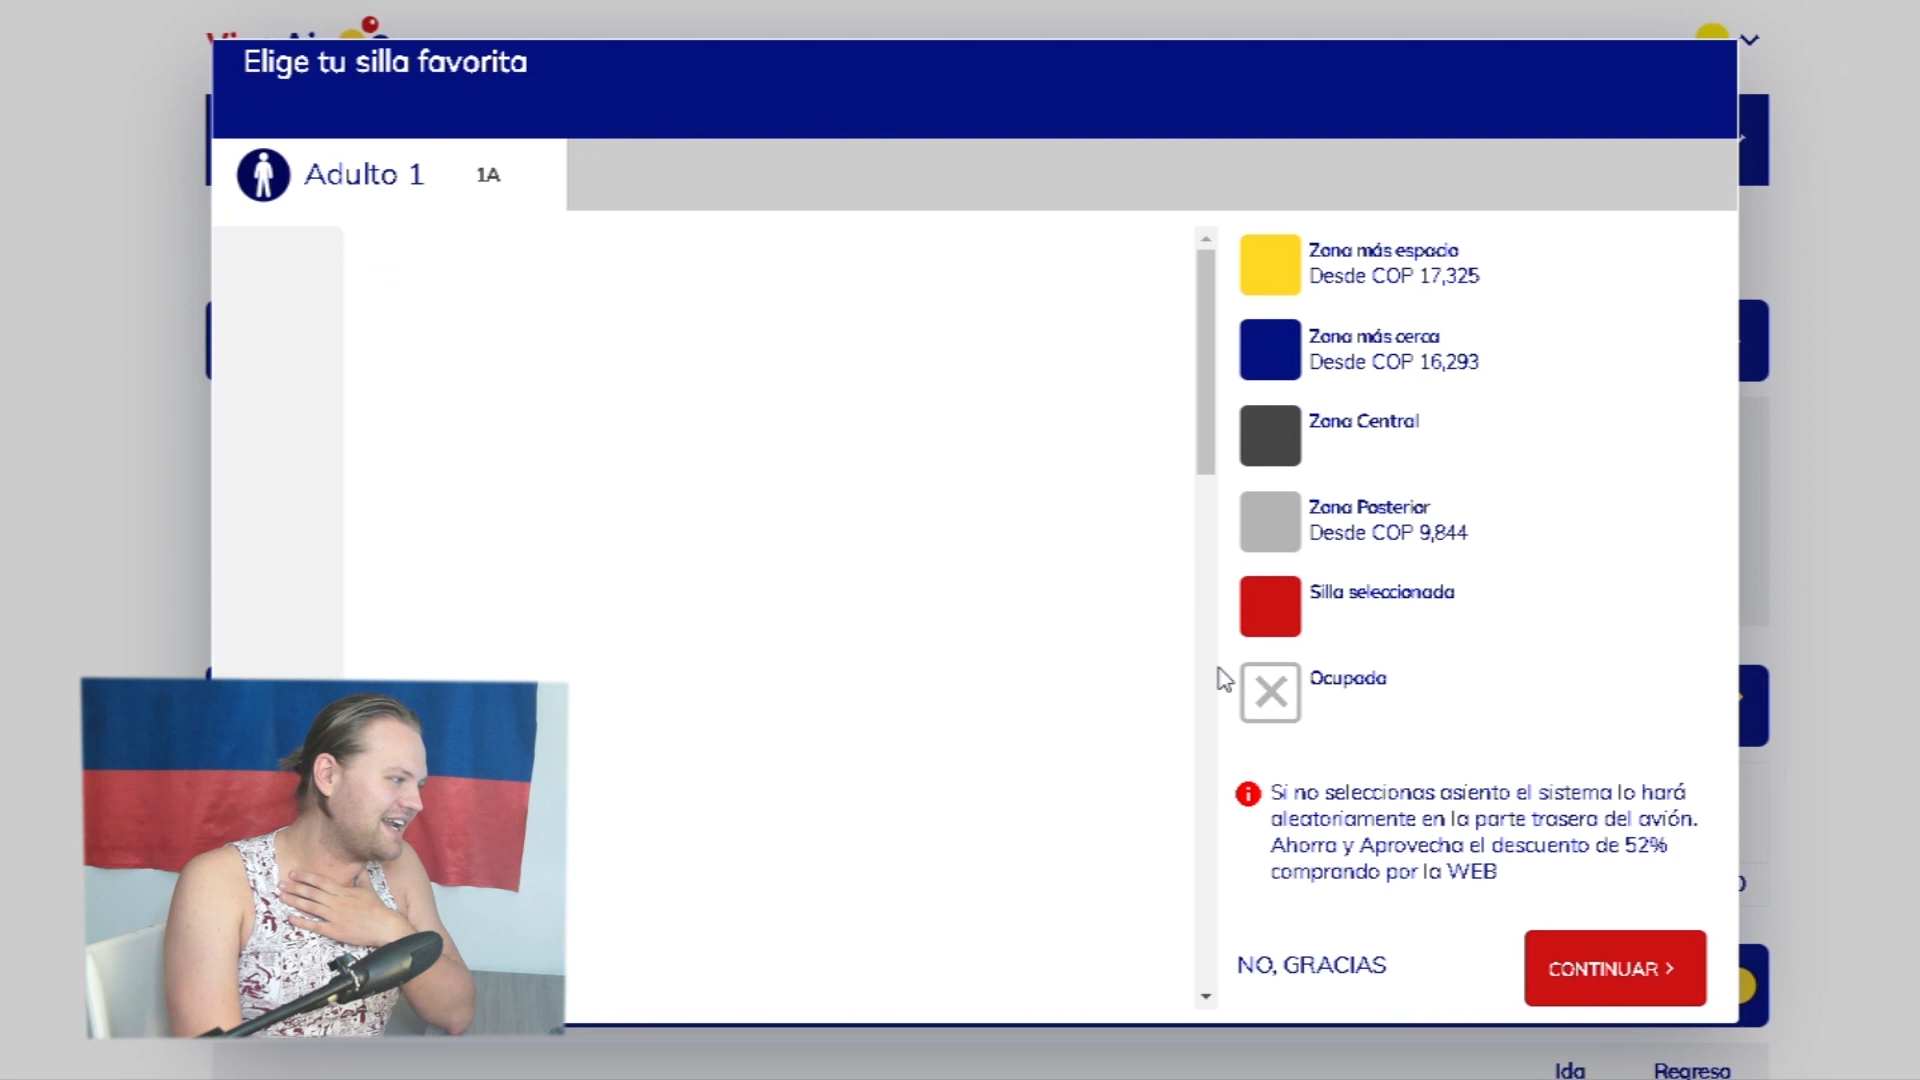 Elige tu silla favorita
Adulto 1 1A
Zona más espacio
Desde COP 17,325
Zona más cerca
Desde COP 16,293
Zona Central
Zona Posterior
Desde COP 9,844
Silla seleccionada
Ocupada
Si no seleccionas asiento el sistema lo hará
aleatoriamente en la parte trasera del avión.
Ahorra y Aprovecha el descuento de 52%
comprando por la WEB
NO, GRACIAS
CONTINUAR >
Ida Regreso